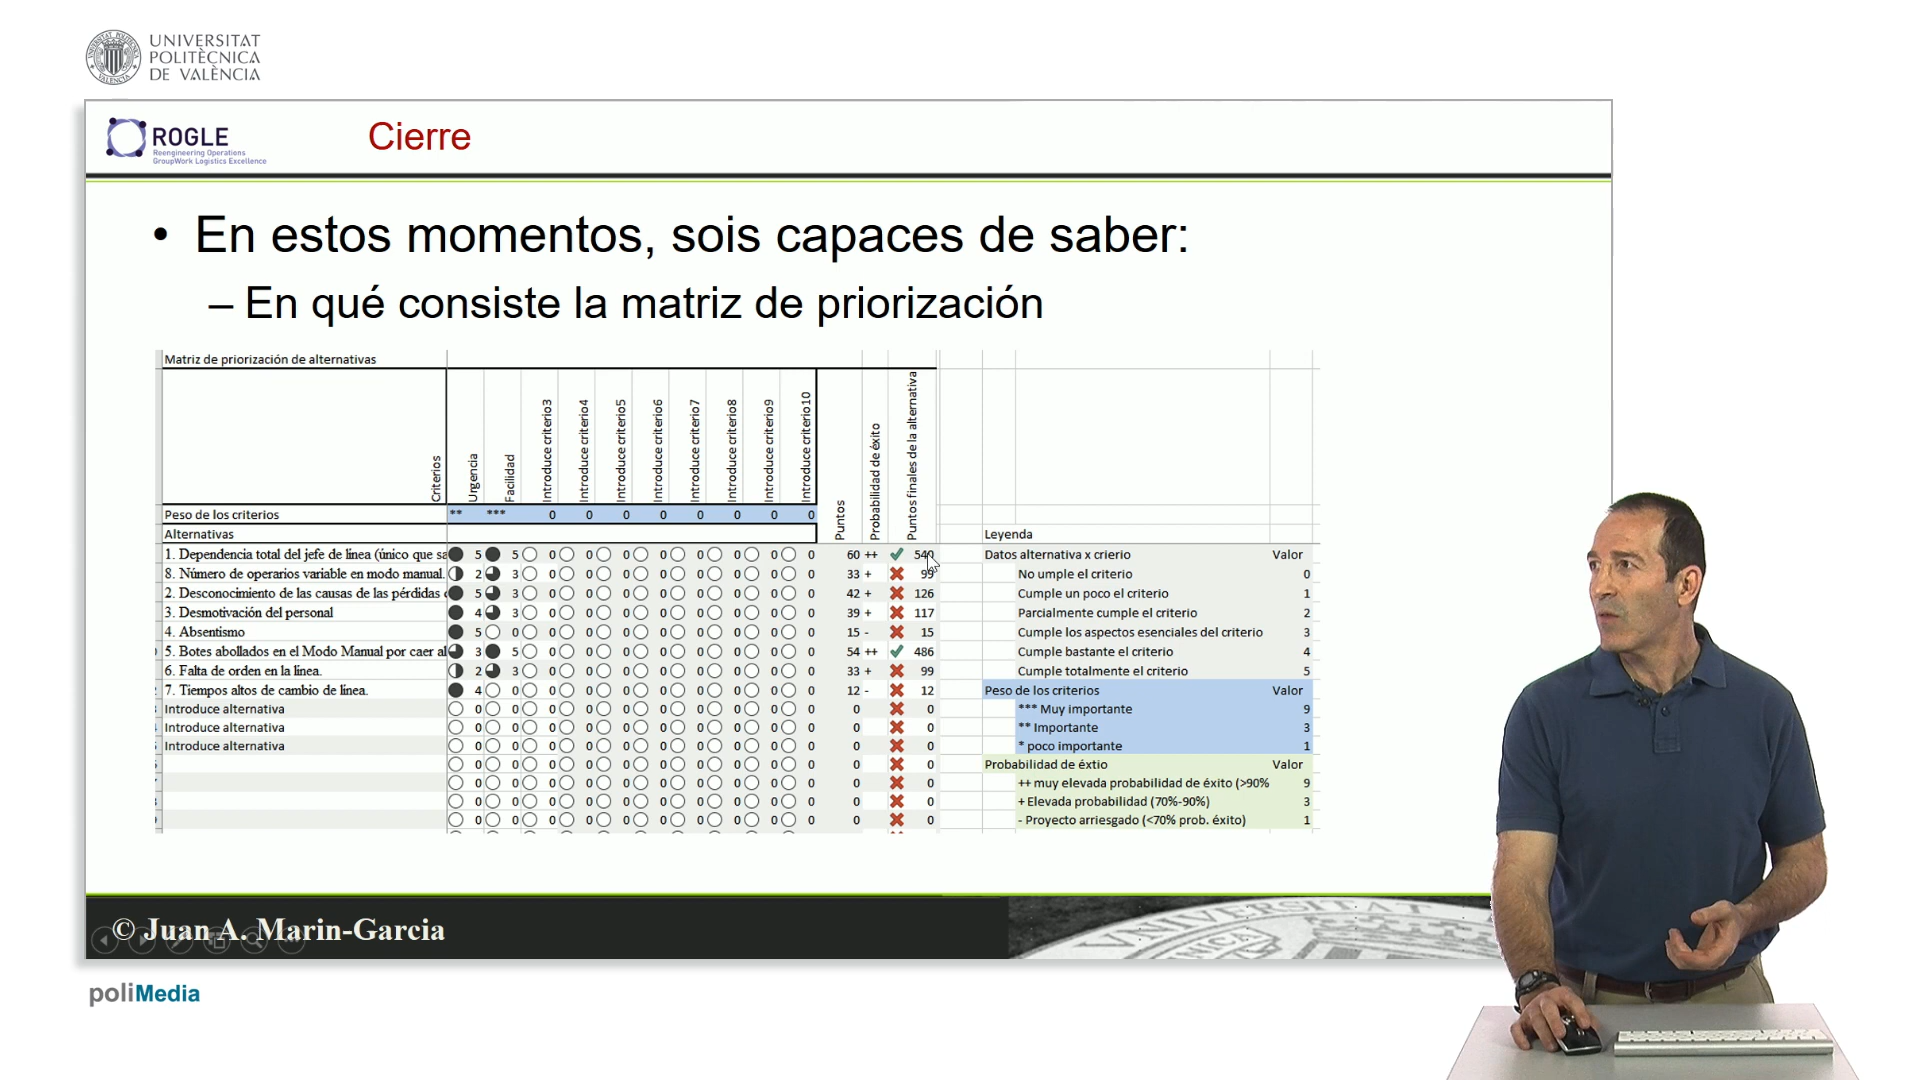 UNIVERSITAT
POLITÈCNICA
DE VALÈNCIA
ROGLE
Reengineering Operations
GroupWork Logistics Excellence
Cierre
• En estos momentos, sois capaces de saber:
– En qué consiste la matriz de priorización
Matriz de priorización de alternativas
Criterios
Urgencia
Facilidad
Introduce criterio3
Introduce criterio4
Introduce criterio5
Introduce criterio6
Introduce criterio7
Introduce criterio8
Introduce criterio9
Introduce criterio10
Puntos
Probabilidad de éxito
Puntos finales de la alternativa
Peso de los criterios ** *** 0 0 0 0 0 0 0 0
Alternativas
1. Dependencia total del jefe de línea (único que sa 5 5 0 0 0 0 0 0 0 0 60 ++ 540
8. Número de operarios variable en modo manual. 2 3 0 0 0 0 0 0 0 0 33 + 99
2. Desconocimiento de las causas de las pérdidas 5 3 0 0 0 0 0 0 0 0 42 + 126
3. Desmotivación del personal 4 3 0 0 0 0 0 0 0 0 39 + 117
4. Absentismo 5 0 0 0 0 0 0 0 0 0 15 - 15
5. Botes abollados en el Modo Manual por caer al 3 5 0 0 0 0 0 0 0 0 54 ++ 486
6. Falta de orden en la línea. 2 3 0 0 0 0 0 0 0 0 33 + 99
7. Tiempos altos de cambio de línea. 4 0 0 0 0 0 0 0 0 0 12 - 12
Introduce alternativa 0 0 0 0 0 0 0 0 0 0 0 0
Introduce alternativa 0 0 0 0 0 0 0 0 0 0 0 0
Introduce alternativa 0 0 0 0 0 0 0 0 0 0 0 0
0 0 0 0 0 0 0 0 0 0 0 0
0 0 0 0 0 0 0 0 0 0 0 0
0 0 0 0 0 0 0 0 0 0 0 0
0 0 0 0 0 0 0 0 0 0 0 0
Leyenda
Datos alternativa x crierio Valor
No umple el criterio 0
Cumple un poco el criterio 1
Parcialmente cumple el criterio 2
Cumple los aspectos esenciales del criterio 3
Cumple bastante el criterio 4
Cumple totalmente el criterio 5
Peso de los criterios Valor
*** Muy importante 9
** Importante 3
* poco importante 1
Probabilidad de éxtio Valor
++ muy elevada probabilidad de éxito (>90% 9
+ Elevada probabilidad (70%-90%) 3
- Proyecto arriesgado (<70% prob. éxito) 1
© Juan A. Marin-Garcia
poliMedia